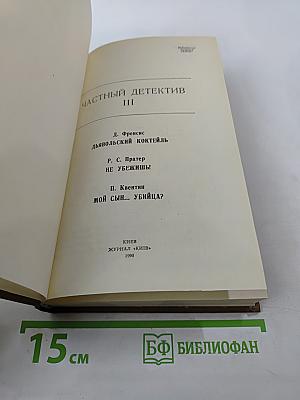 ЧАСТНЫЙ ДЕТЕКТИВ
III
Д. Френсис
ДЬЯВОЛЬСКИЙ КОКТЕЙЛЬ
Р. С. Пратер
НЕ УБЕЖИШЬ!
П. Квентин
МОЙ СЫН... УБИЙЦА?
КИЕВ
ЖУРНАЛ «КИЕВ»
1990
15 см
БФ БИБЛИОФАН